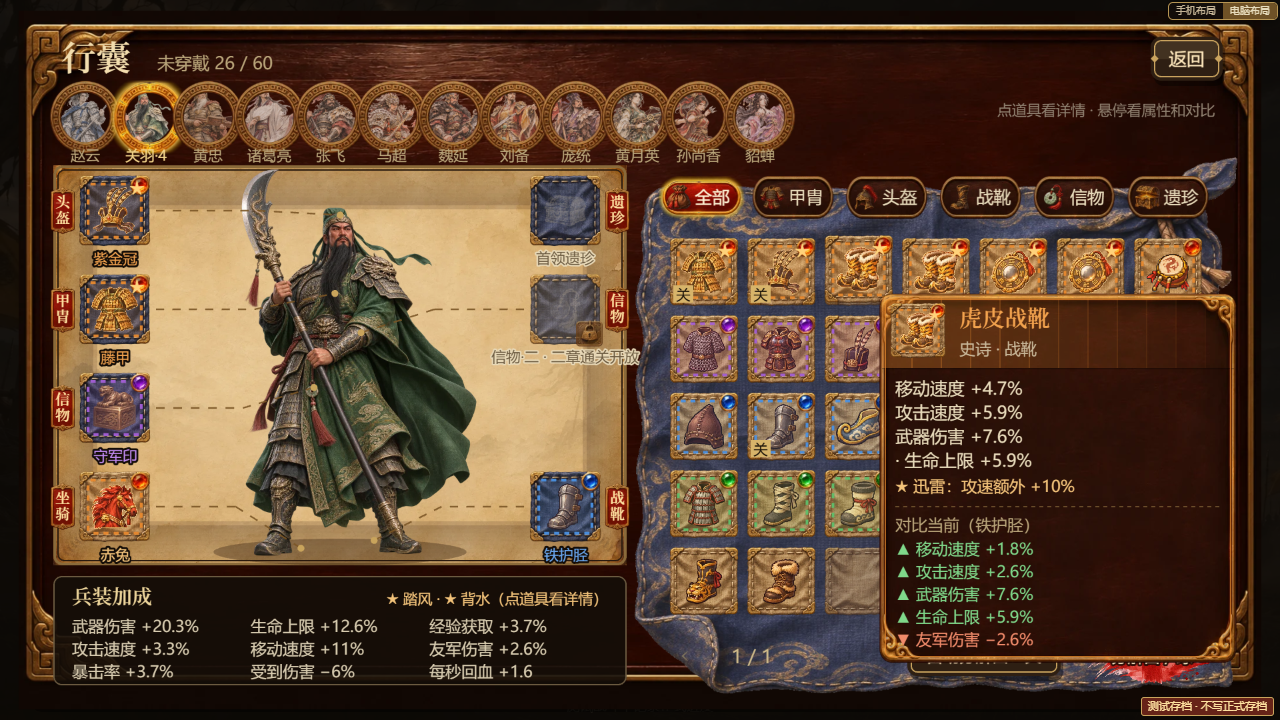 手机布局 电脑布局
行囊 未穿戴 26 / 60
返回
点道具看详情 · 悬停看属性和对比
赵云 关羽·4 黄忠 诸葛亮 张飞 马超 魏延 刘备 庞统 黄月英 孙尚香 貂蝉
头盔
紫金冠
甲胄
藤甲
信物
守军印
坐骑
赤兔
遗珍
首领遗珍
信物
信物·二 · 二章通关开放
战靴
铁护胫
兵装加成
★ 踏风 · ★ 背水（点道具看详情）
武器伤害 +20.3% 生命上限 +12.6% 经验获取 +3.7%
攻击速度 +3.3% 移动速度 +11% 友军伤害 +2.6%
暴击率 +3.7% 受到伤害 −6% 每秒回血 +1.6
全部 甲胄 头盔 战靴 信物 遗珍
关 关
关
虎皮战靴
史诗 · 战靴
移动速度 +4.7%
攻击速度 +5.9%
武器伤害 +7.6%
· 生命上限 +5.9%
★ 迅雷：攻速额外 +10%
对比当前（铁护胫）
▲ 移动速度 +1.8%
▲ 攻击速度 +2.6%
▲ 武器伤害 +7.6%
▲ 生命上限 +5.9%
▼ 友军伤害 −2.6%
1 / 1
测试存档 · 不写正式存档